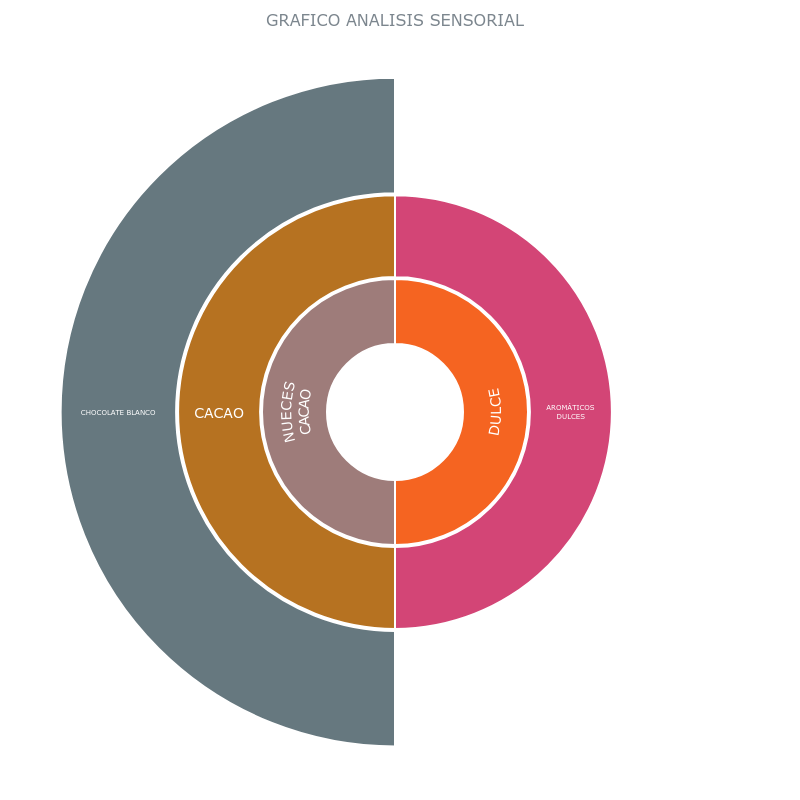 GRAFICO ANALISIS SENSORIAL
CHOCOLATE BLANCO
CACAO
NUECES
CACAO
DULCE
AROMÁTICOS
DULCES